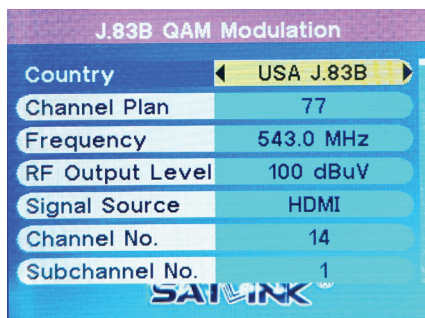 J.83B QAM Modulation
Country USA J.83B
Channel Plan 77
Frequency 543.0 MHz
RF Output Level 100 dBuV
Signal Source HDMI
Channel No. 14
Subchannel No. 1
SATLINK ®